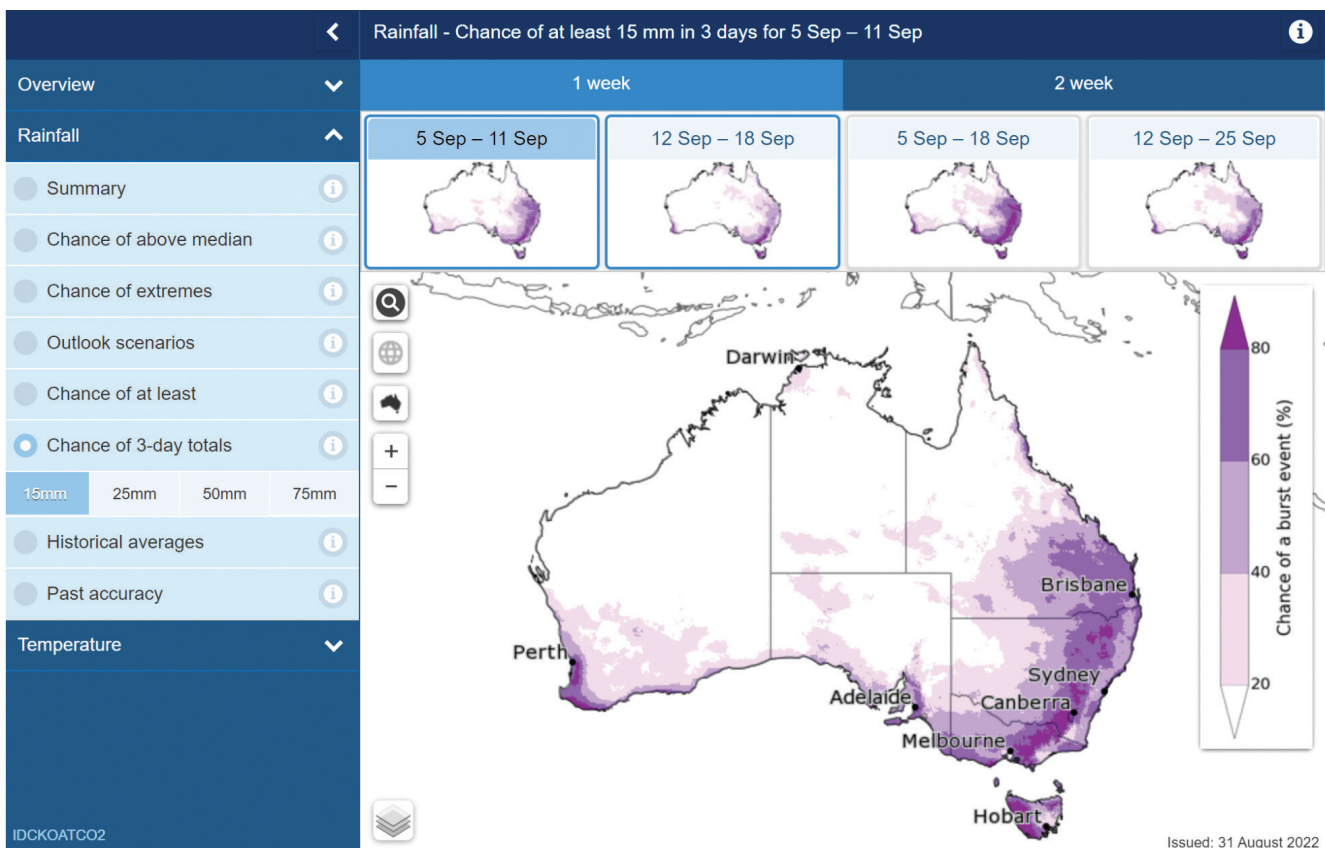 Rainfall - Chance of at least 15 mm in 3 days for 5 Sep – 11 Sep
Overview
Rainfall
Summary
Chance of above median
Chance of extremes
Outlook scenarios
Chance of at least
Chance of 3-day totals
15mm 25mm 50mm 75mm
Historical averages
Past accuracy
Temperature
IDCKOATCO2
1 week 2 week
5 Sep – 11 Sep 12 Sep – 18 Sep 5 Sep – 18 Sep 12 Sep – 25 Sep
Darwin
Brisbane
Perth
Sydney
Adelaide
Canberra
Melbourne
Hobart
80
60
40
20
Chance of a burst event (%)
Issued: 31 August 2022